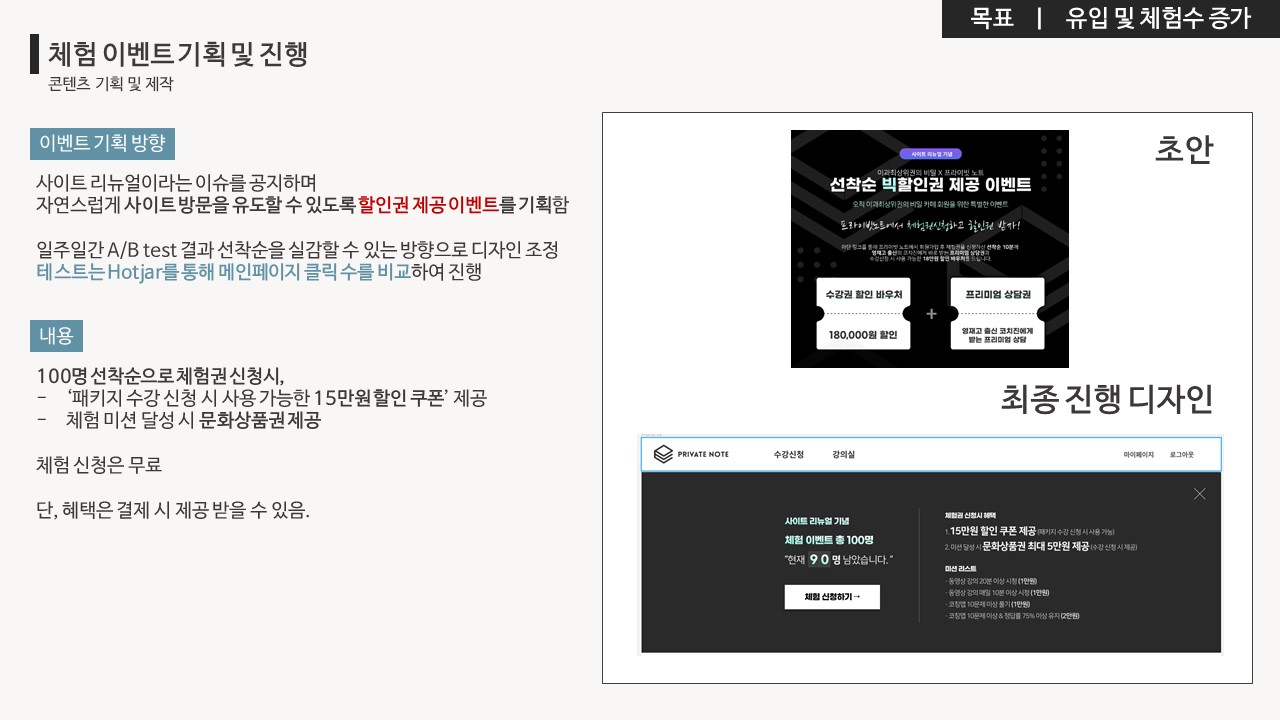 목표 | 유입 및 체험수 증가
체험 이벤트 기획 및 진행
콘텐츠 기획 및 제작
이벤트 기획 방향
사이트 리뉴얼이라는 이슈를 공지하며
자연스럽게 사이트 방문을 유도할 수 있도록 할인권 제공 이벤트를 기획함
일주일간 A/B test 결과 선착순을 실감할 수 있는 방향으로 디자인 조정
테스트는 Hotjar를 통해 메인페이지 클릭 수를 비교하여 진행
내용
100명 선착순으로 체험권 신청시,
- ‘패키지 수강 신청 시 사용 가능한 15만원 할인 쿠폰’ 제공
- 체험 미션 달성 시 문화상품권 제공
체험 신청은 무료
단, 혜택은 결제 시 제공 받을 수 있음.
초안
사이트 리뉴얼 기념
이과최상위권의 비밀 X 프라이빗 노트
선착순 빅할인권 제공 이벤트
오직 이과최상위권의 비밀 카페 회원을 위한 특별한 이벤트
프라이빗노트에서 체험권신청하고 할인권 받자!
수강권 할인 바우처
180,000원 할인
+
프리미엄 상담권
영재고 출신 코치진에게
받는 프리미엄 상담
최종 진행 디자인
PRIVATE NOTE 수강신청 강의실 마이페이지 로그아웃
사이트 리뉴얼 기념
체험 이벤트 총 100명
“현재 9 0 명 남았습니다. ”
체험 신청하기→
체험권 신청시 혜택
1. 15만원 할인 쿠폰 제공 (패키지 수강 신청 시 사용 가능)
2. 미션 달성 시 문화상품권 최대 5만원 제공 (수강 신청 시 제공)
미션 리스트
· 동영상 강의 20분 이상 시청 (1만원)
· 동영상 강의 매일 10분 이상 시청 (1만원)
· 코칭맵 10문제 이상 풀기 (1만원)
· 코칭맵 10문제 이상 & 정답률 75% 이상 유지 (2만원)